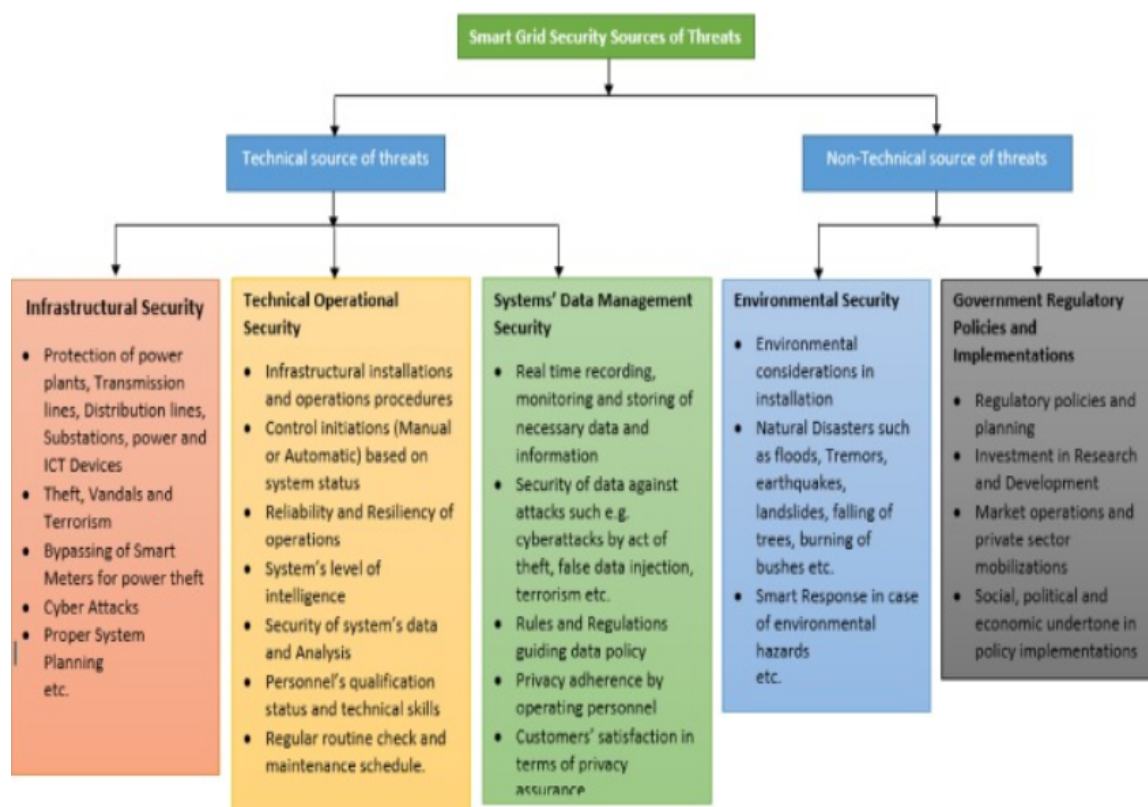 Smart Grid Security Sources of Threats
Technical source of threats
Non-Technical source of threats
Infrastructural Security
• Protection of power
plants, Transmission
lines, Distribution lines,
Substations, power and
ICT Devices
• Theft, Vandals and
Terrorism
• Bypassing of Smart
Meters for power theft
• Cyber Attacks
• Proper System
Planning
etc.
Technical Operational
Security
• Infrastructural installations
and operations procedures
• Control initiations (Manual
or Automatic) based on
system status
• Reliability and Resiliency of
operations
• System's level of
intelligence
• Security of system's data
and Analysis
• Personnel's qualification
status and technical skills
• Regular routine check and
maintenance schedule.
Systems' Data Management
Security
• Real time recording,
monitoring and storing of
necessary data and
information
• Security of data against
attacks such e.g.
cyberattacks by act of
theft, false data injection,
terrorism etc.
• Rules and Regulations
guiding data policy
• Privacy adherence by
operating personnel
• Customers' satisfaction in
terms of privacy
assurance
Environmental Security
• Environmental
considerations in
installation
• Natural Disasters such
as floods, Tremors,
earthquakes,
landslides, falling of
trees, burning of
bushes etc.
• Smart Response in case
of environmental
hazards
etc.
Government Regulatory
Policies and
Implementations
• Regulatory policies and
planning
• Investment in Research
and Development
• Market operations and
private sector
mobilizations
• Social, political and
economic undertone in
policy implementations